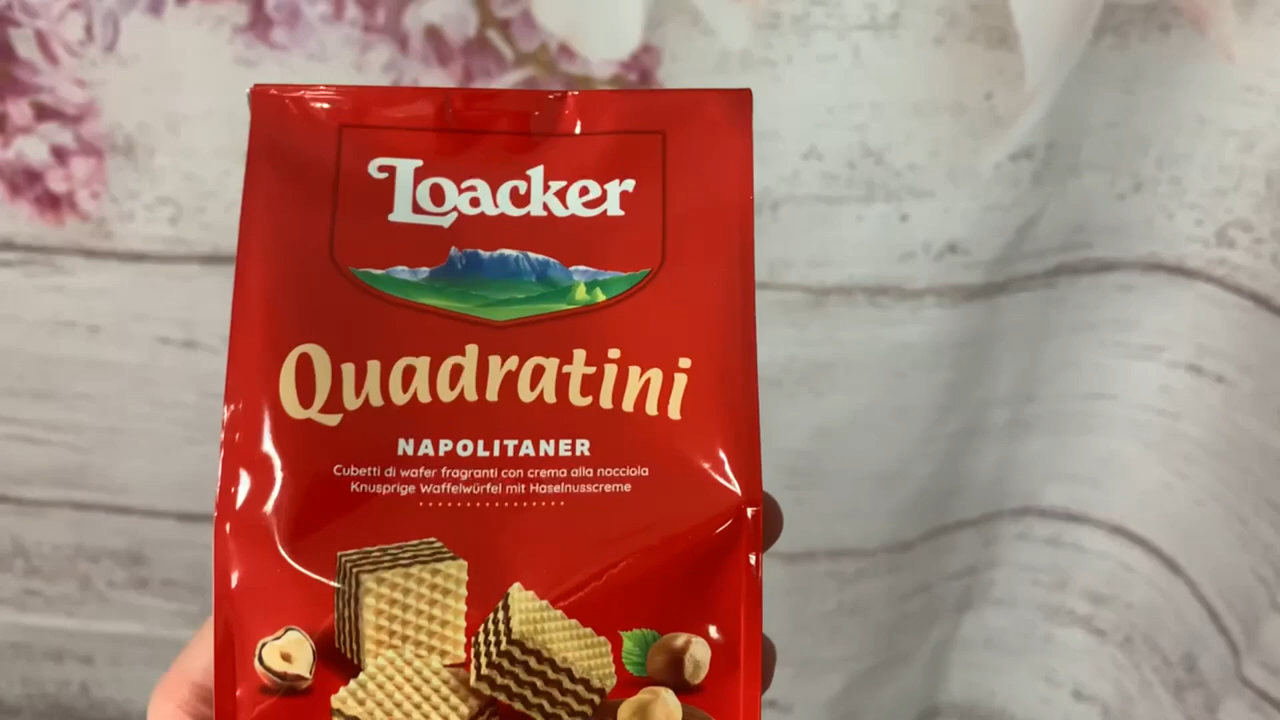 Loacker
Quadratini
NAPOLITANER
Cubetti di wafer fragranti con crema alla nocciola
Knusprige Waffelwürfel mit Haselnusscreme